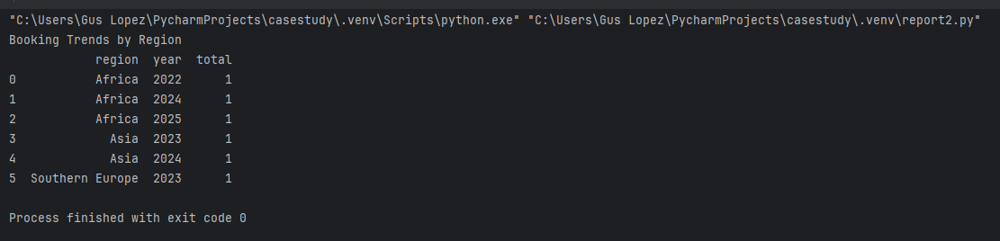 "C:\Users\Gus Lopez\PycharmProjects\casestudy\.venv\Scripts\python.exe" "C:\Users\Gus Lopez\PycharmProjects\casestudy\.venv\report2.py"
Booking Trends by Region
            region  year  total
0           Africa  2022      1
1           Africa  2024      1
2           Africa  2025      1
3             Asia  2023      1
4             Asia  2024      1
5  Southern Europe  2023      1
Process finished with exit code 0